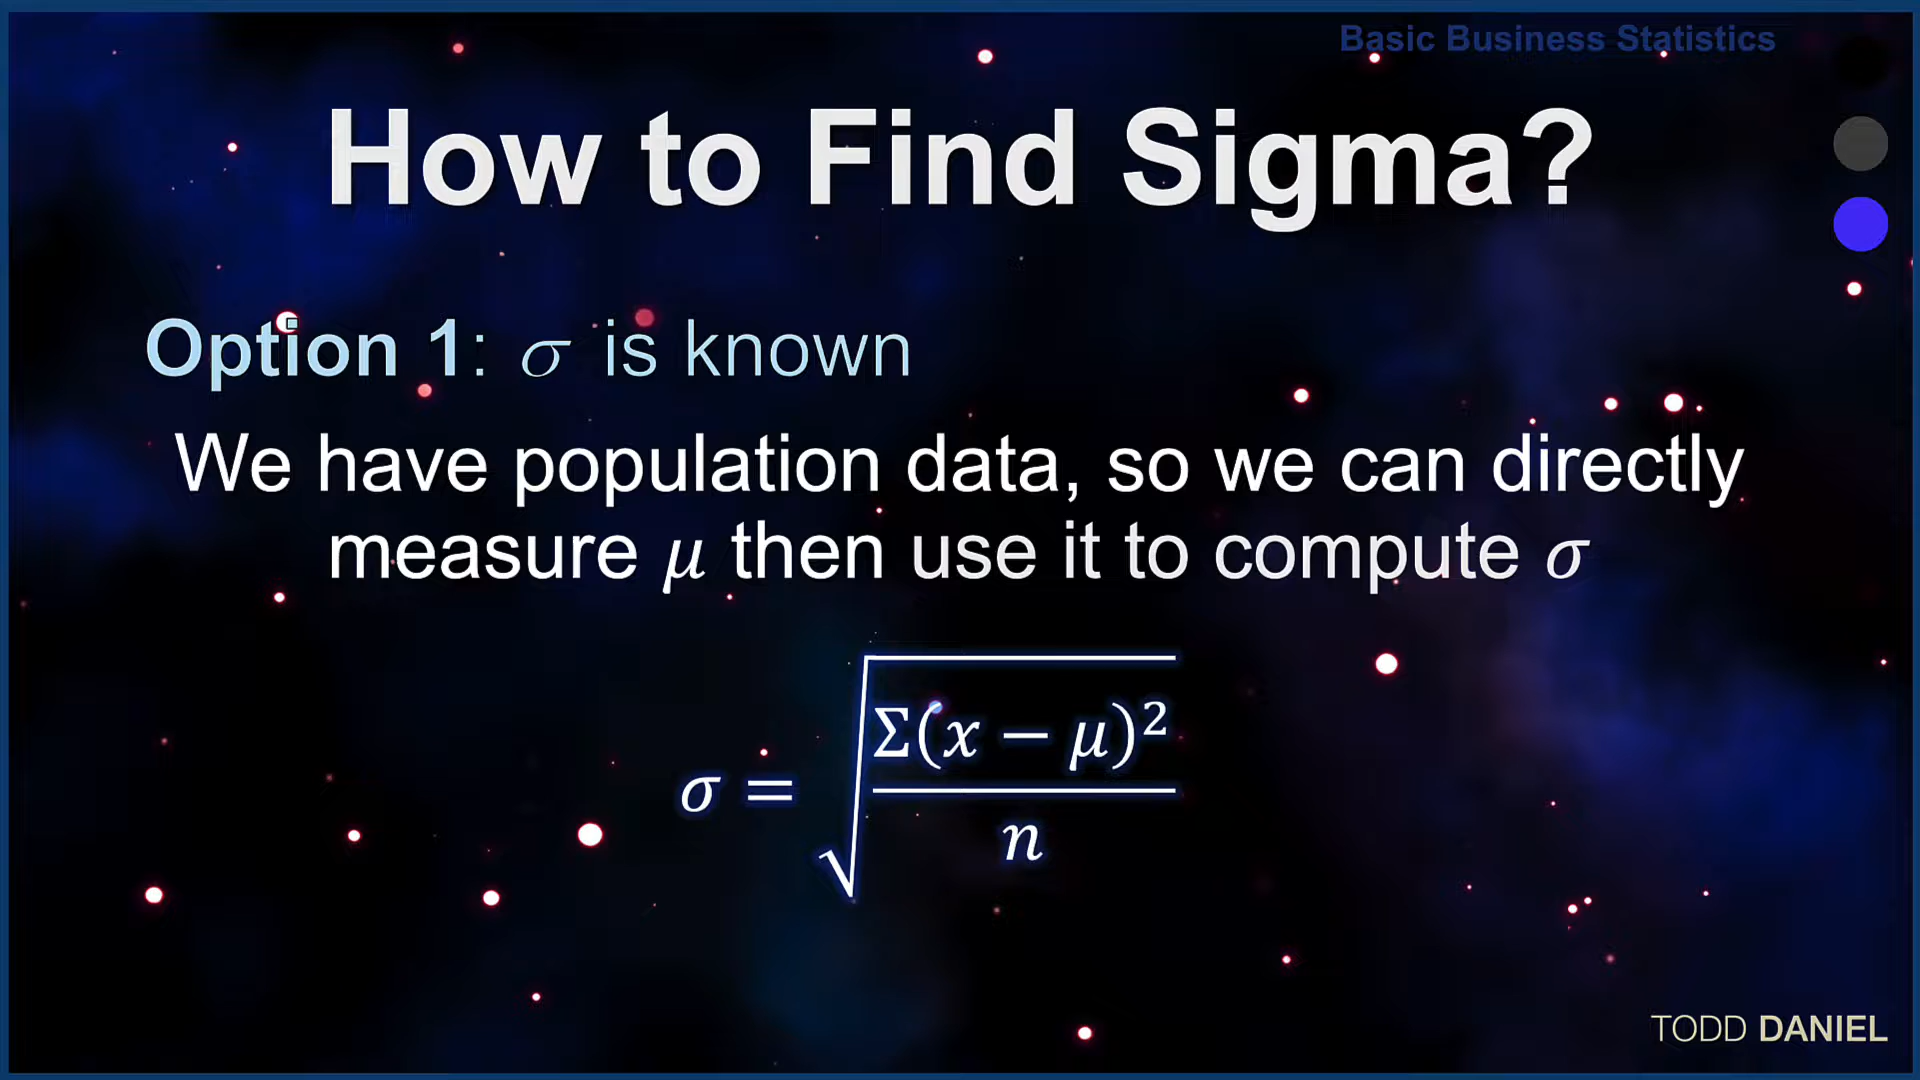 Basic Business Statistics
How to Find Sigma?
Option 1: σ is known
We have population data, so we can directly
measure μ then use it to compute σ
σ = √(Σ(x − μ)² / n)
TODD DANIEL